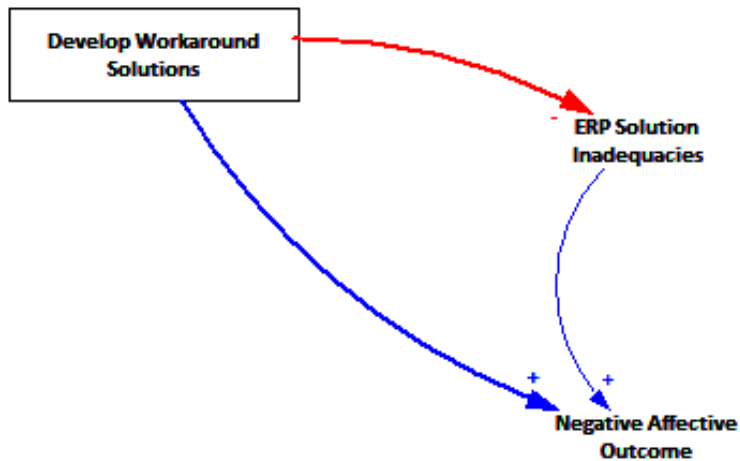 Develop Workaround
Solutions
-
ERP Solution
Inadequacies
+
+
Negative Affective
Outcome